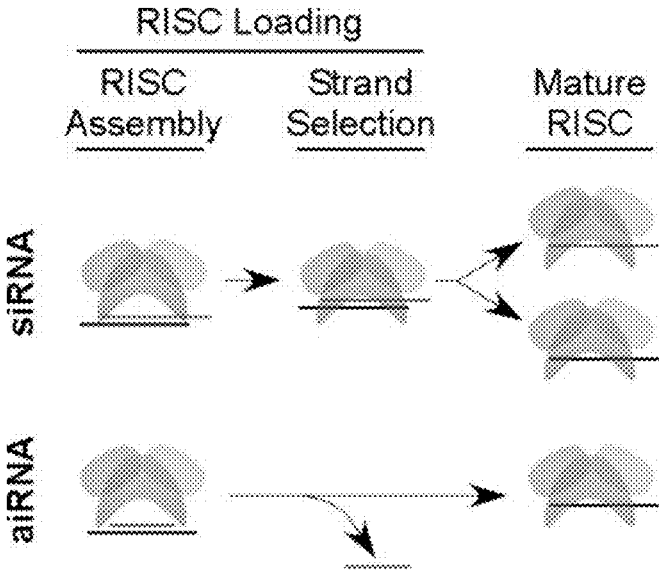 RISC Loading
RISC
Assembly
Strand
Selection
Mature
RISC
siRNA
aiRNA